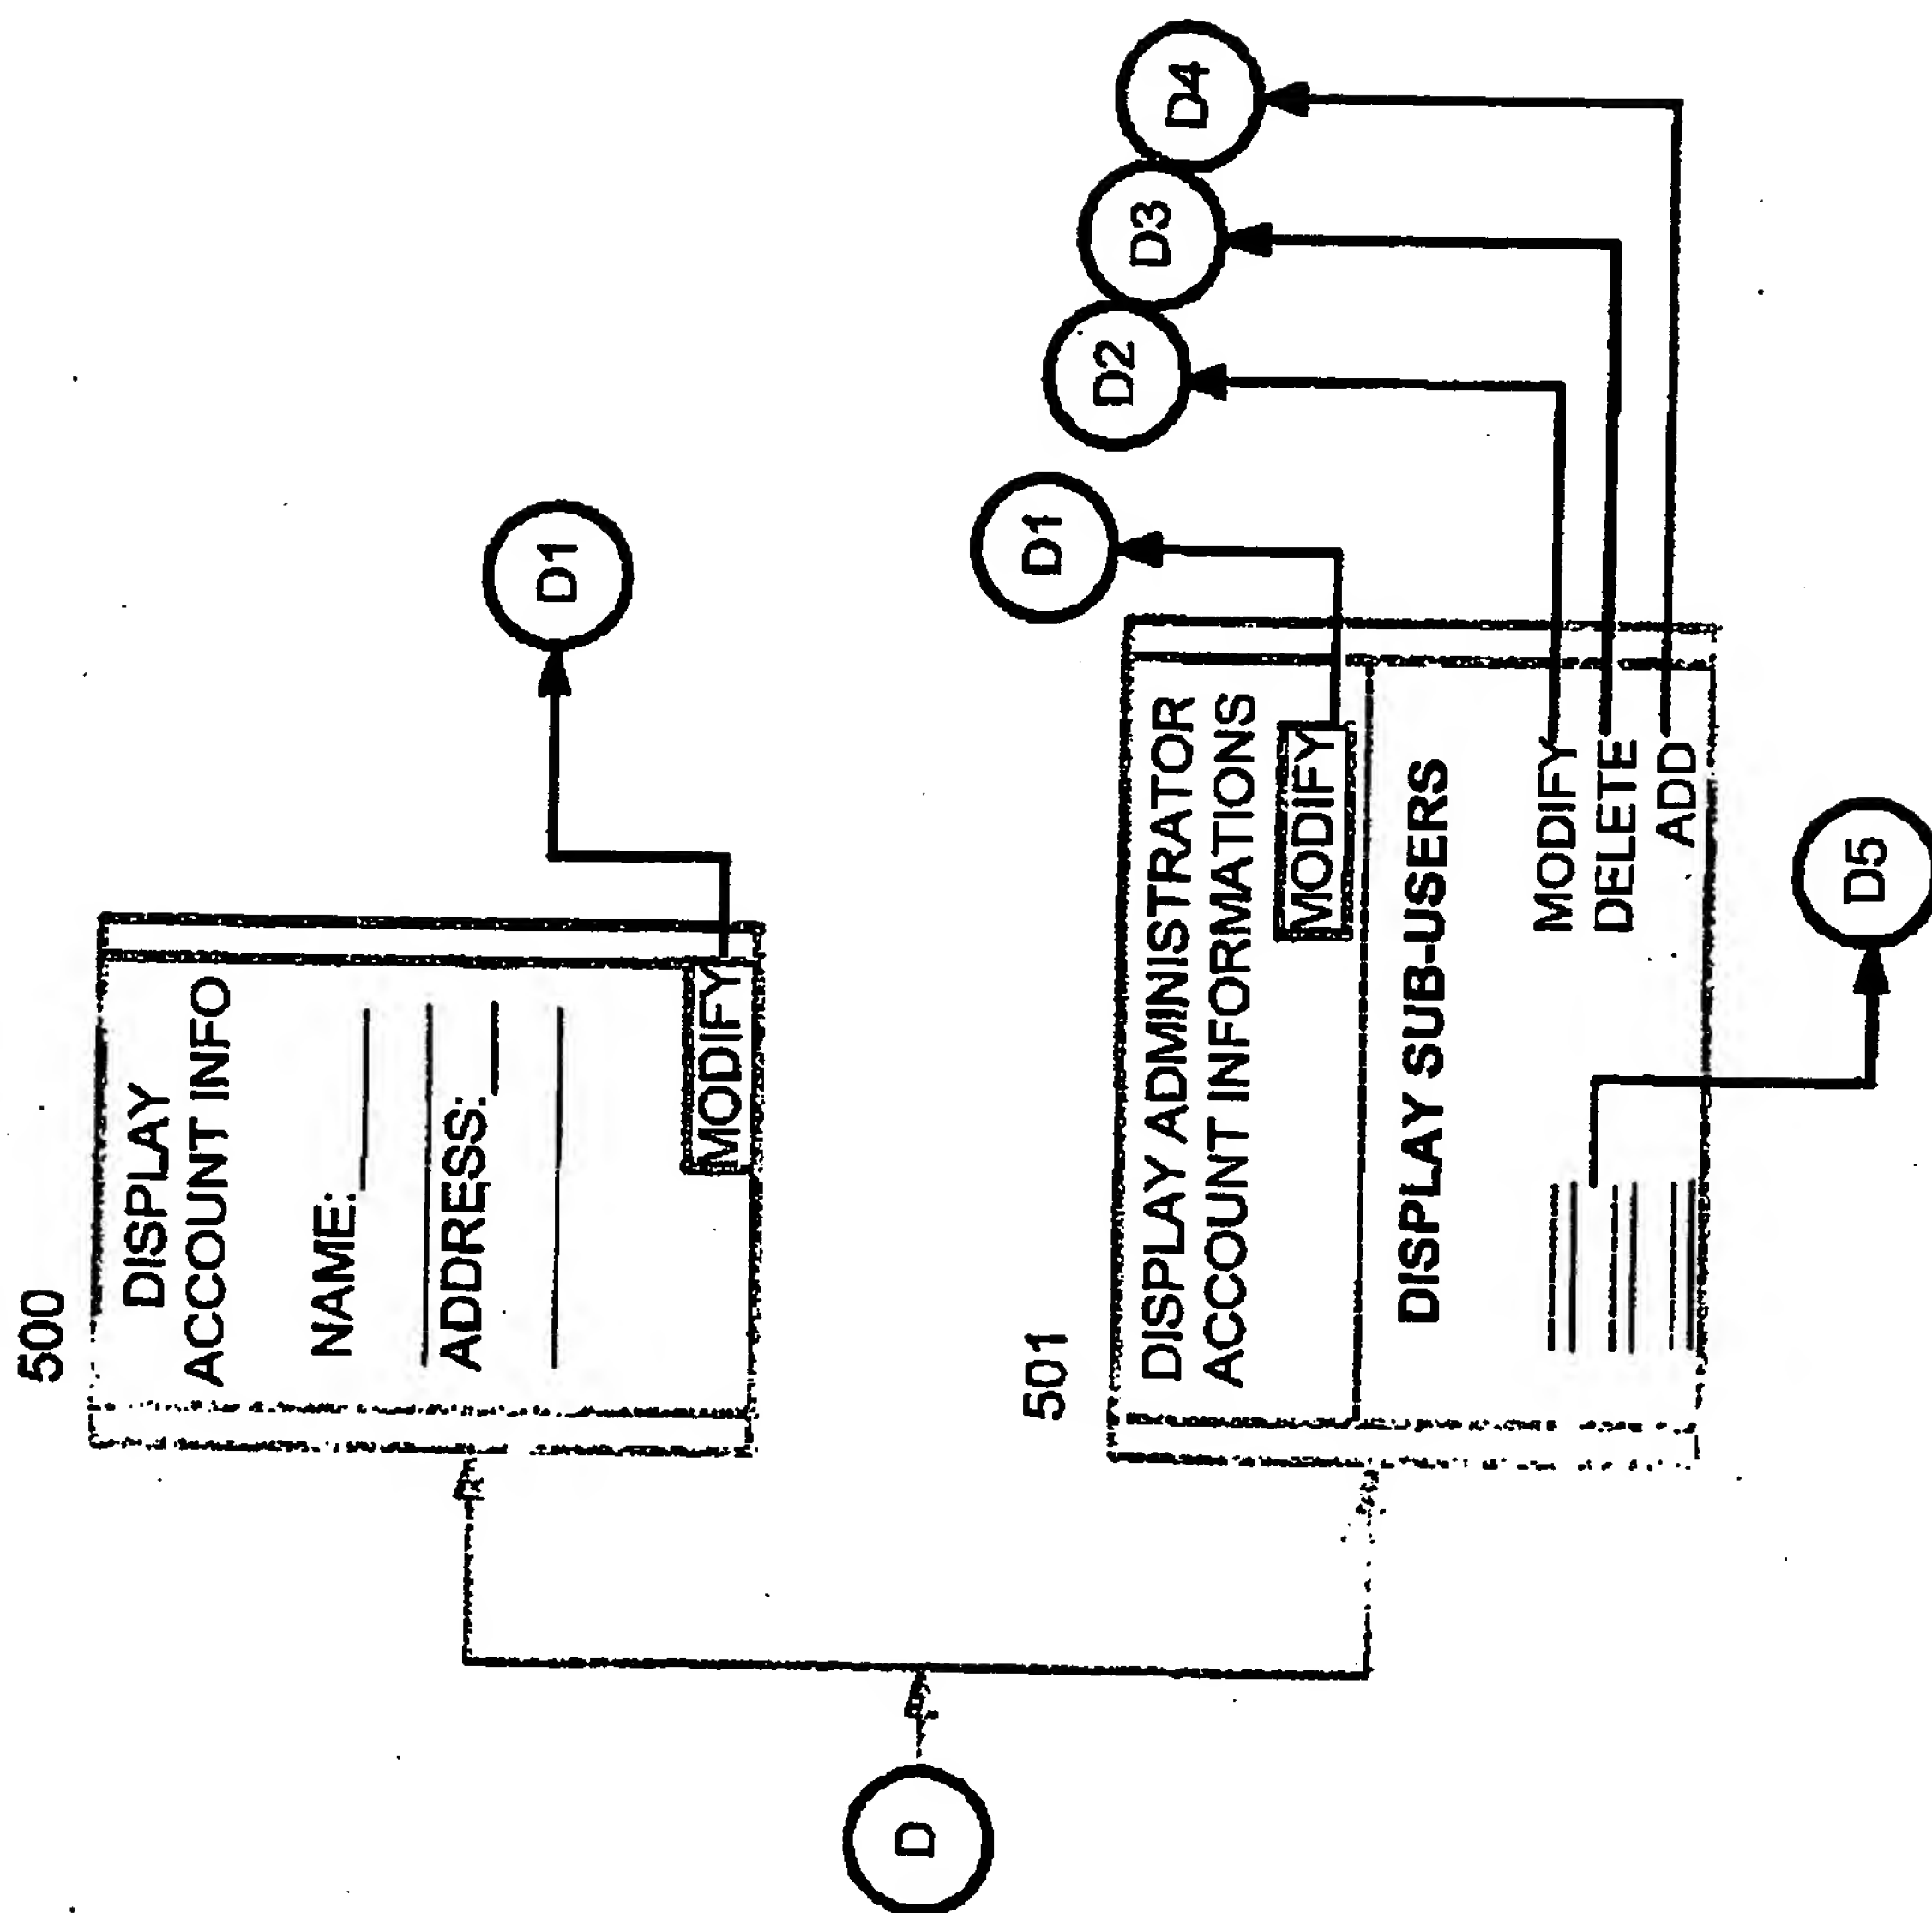 500
DISPLAY
ACCOUNT INFO
NAME:
ADDRESS:
MODIFY
D1
D
501
DISPLAY ADMINISTRATOR
ACCOUNT INFORMATIONS
MODIFY
DISPLAY SUB-USERS
MODIFY
DELETE
ADD
D1
D2
D3
D4
D5